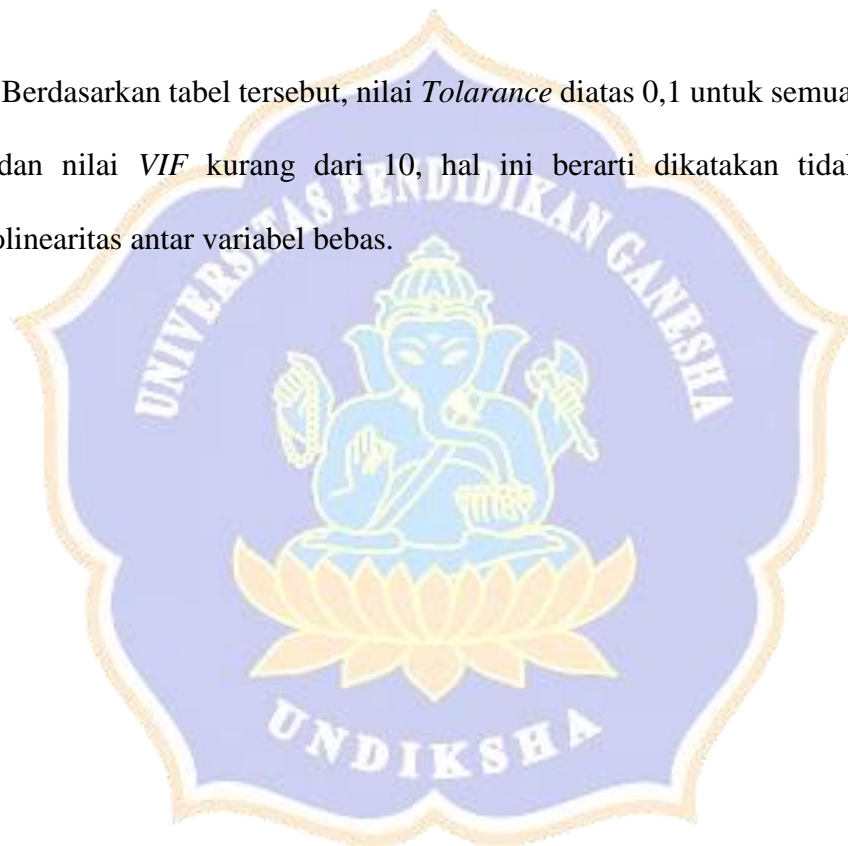 Berdasarkan tabel tersebut, nilai Tolarance diatas 0,1 untuk semua
dan nilai VIF kurang dari 10, hal ini berarti dikatakan tidak
olinearitas antar variabel bebas.
UNIVERSITAS PENDIDIKAN GANESHA
UNDIKSHA